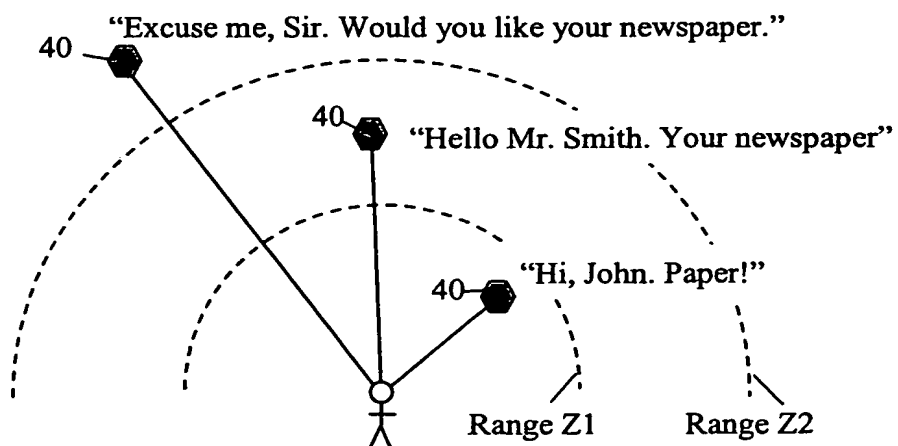 “Excuse me, Sir. Would you like your newspaper.”
40
40
“Hello Mr. Smith. Your newspaper”
“Hi, John. Paper!”
40
Range Z1
Range Z2